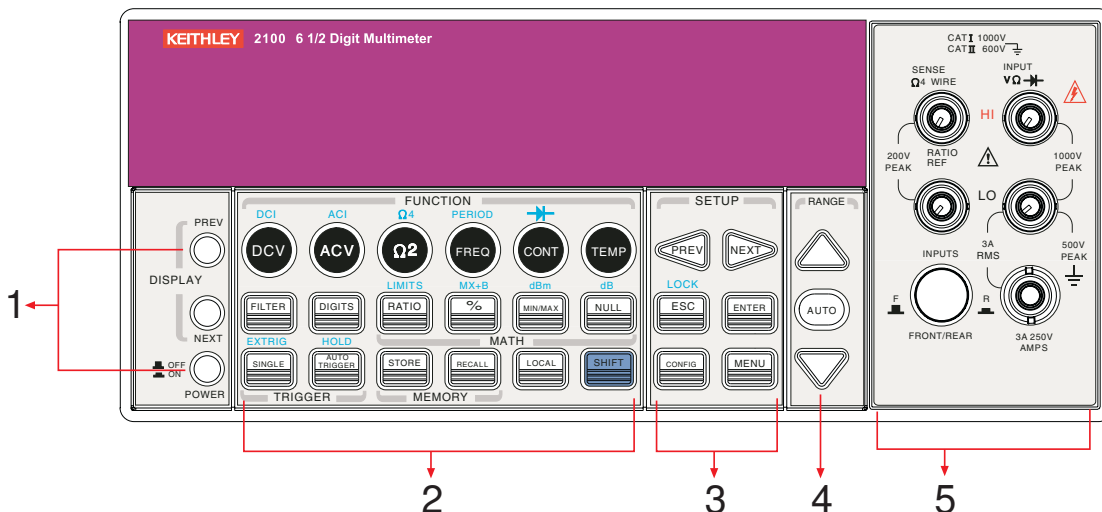 KEITHLEY 2100 6 1/2 Digit Multimeter
CAT I 1000V
CAT II 600V
SENSE
Ω4 WIRE
INPUT
VΩ
HI
200V
PEAK
RATIO
REF
1000V
PEAK
LO
3A
RMS
500V
PEAK
INPUTS
F
R
FRONT/REAR
3A 250V
AMPS
PREV
DISPLAY
NEXT
OFF
ON
POWER
FUNCTION
DCI ACI Ω4 PERIOD
DCV ACV Ω2 FREQ CONT TEMP
LIMITS MX+B dBm dB
FILTER DIGITS RATIO % MIN/MAX NULL
EXTRIG HOLD MATH
SINGLE AUTO TRIGGER STORE RECALL LOCAL SHIFT
TRIGGER MEMORY
SETUP
PREV NEXT
LOCK
ESC ENTER
CONFIG MENU
RANGE
AUTO
1
2
3
4
5